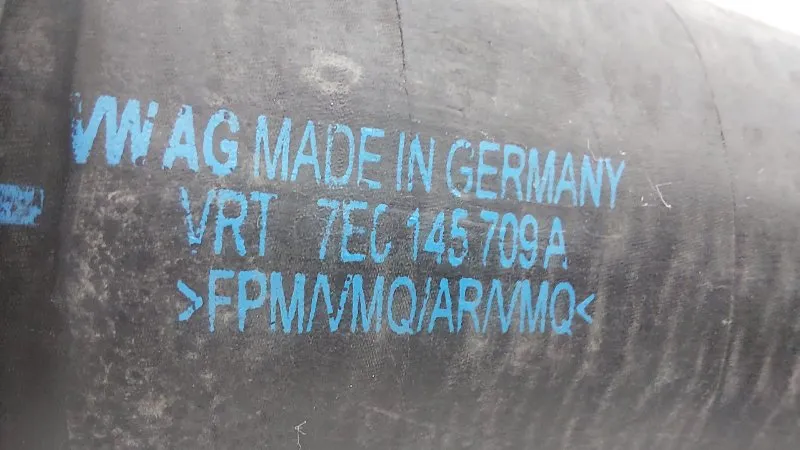 VW AG MADE IN GERMANY
VRT 7E0 145 709 A
>FPM/VMQ/AR/VMQ<